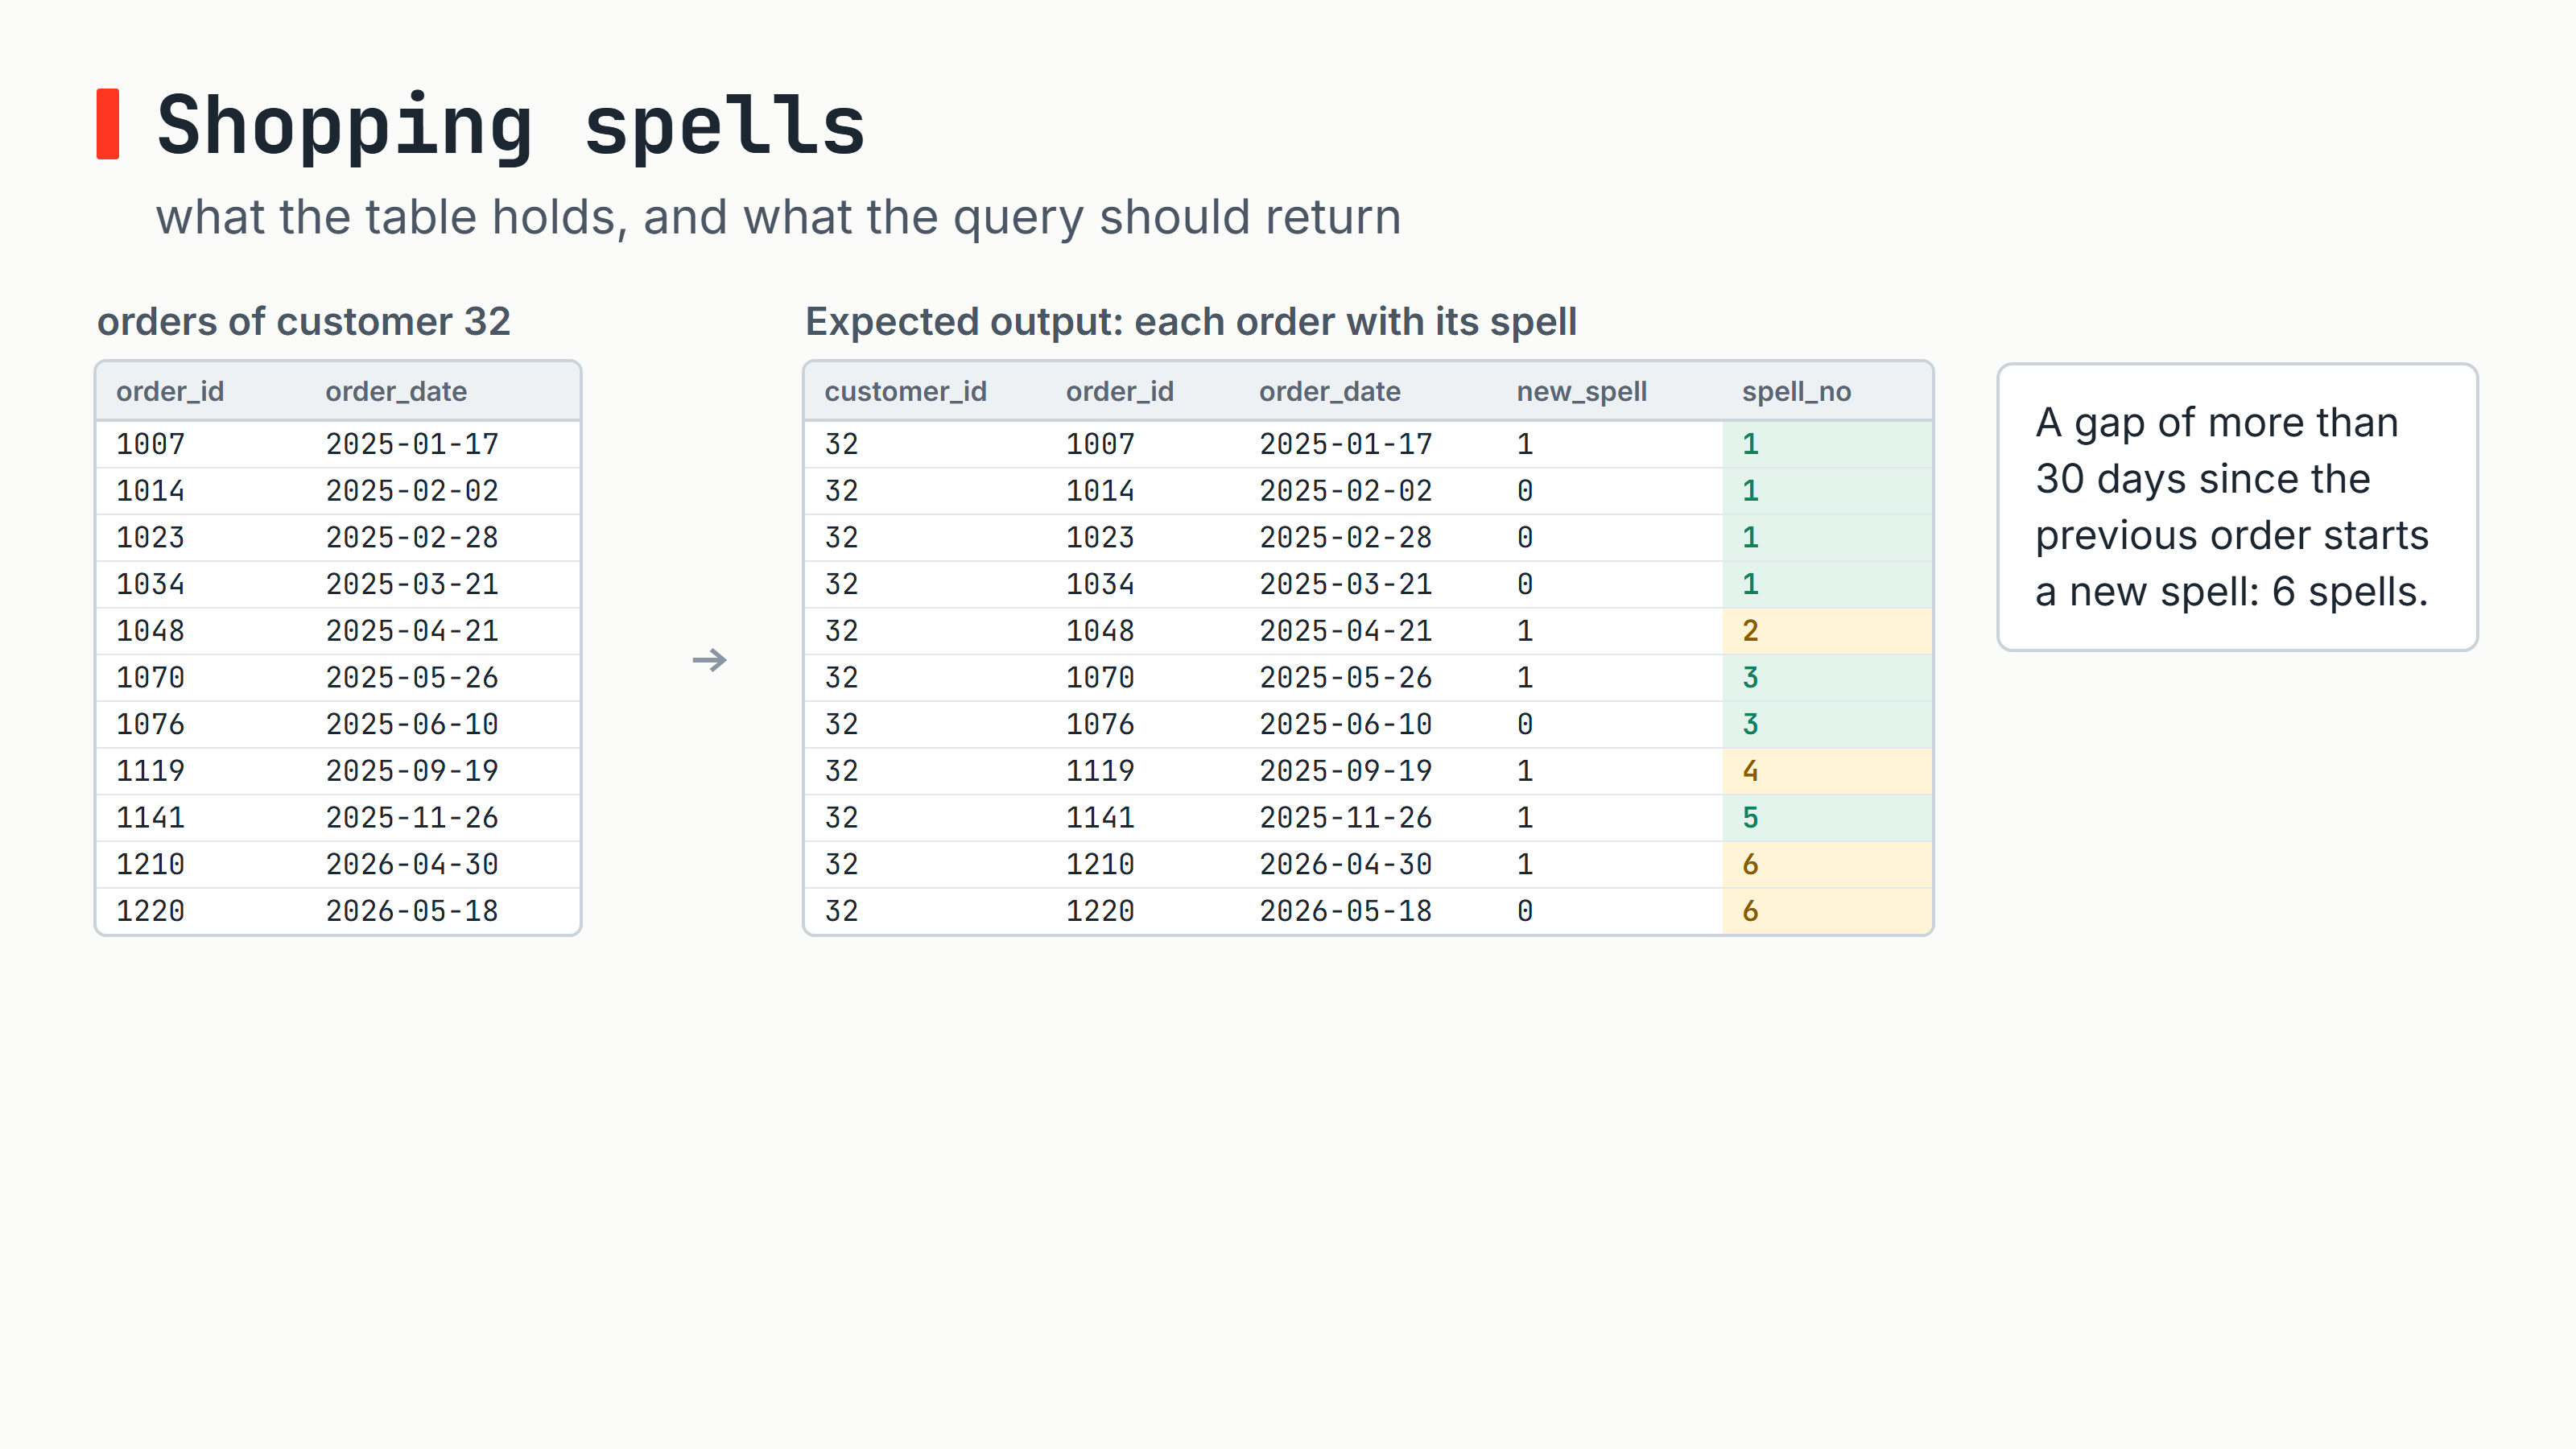 Shopping spells
what the table holds, and what the query should return
orders of customer 32
order_id order_date
1007 2025-01-17
1014 2025-02-02
1023 2025-02-28
1034 2025-03-21
1048 2025-04-21
1070 2025-05-26
1076 2025-06-10
1119 2025-09-19
1141 2025-11-26
1210 2026-04-30
1220 2026-05-18
→
Expected output: each order with its spell
customer_id order_id order_date new_spell spell_no
32 1007 2025-01-17 1 1
32 1014 2025-02-02 0 1
32 1023 2025-02-28 0 1
32 1034 2025-03-21 0 1
32 1048 2025-04-21 1 2
32 1070 2025-05-26 1 3
32 1076 2025-06-10 0 3
32 1119 2025-09-19 1 4
32 1141 2025-11-26 1 5
32 1210 2026-04-30 1 6
32 1220 2026-05-18 0 6
A gap of more than
30 days since the
previous order starts
a new spell: 6 spells.